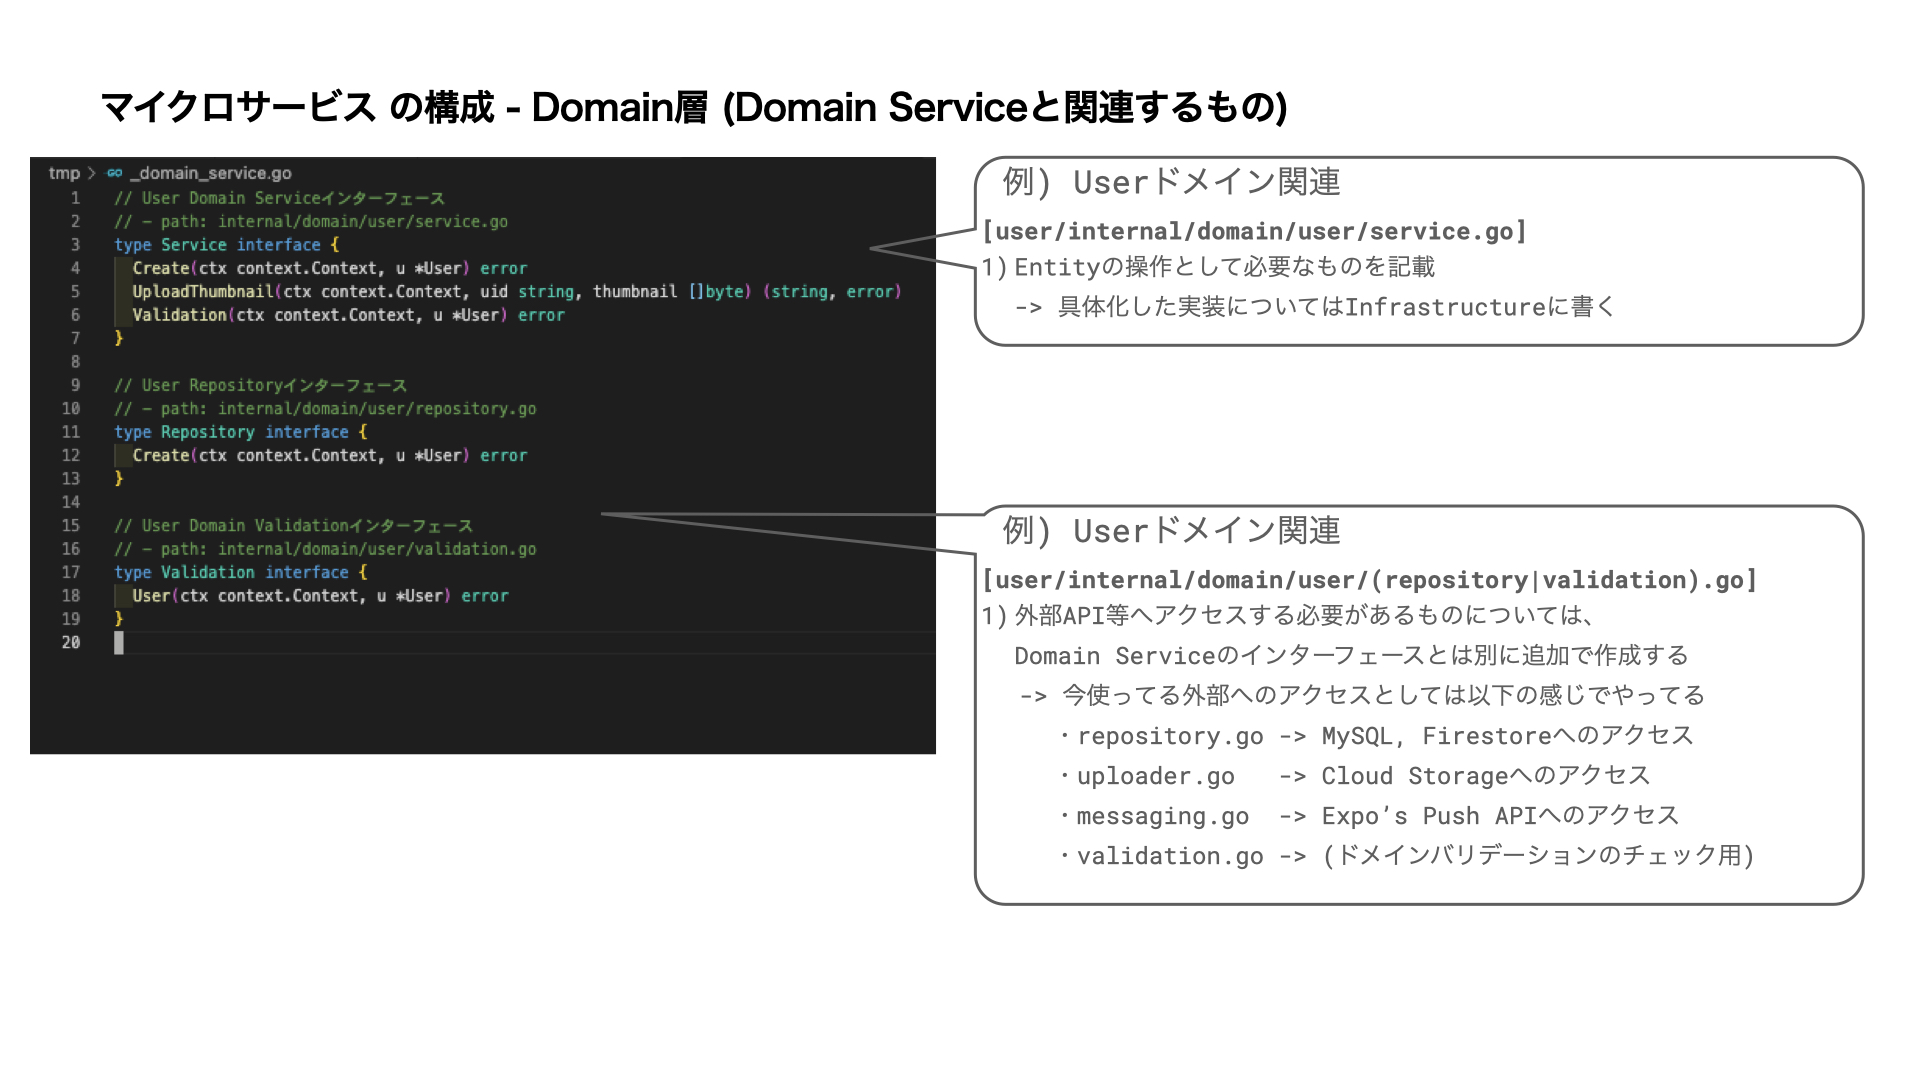 マイクロサービス の構成 - Domain層 (Domain Serviceと関連するもの)
tmp > GO _domain_service.go
1 // User Domain Serviceインターフェース
2 // - path: internal/domain/user/service.go
3 type Service interface {
4 Create(ctx context.Context, u *User) error
5 UploadThumbnail(ctx context.Context, uid string, thumbnail []byte) (string, error)
6 Validation(ctx context.Context, u *User) error
7 }
8
9 // User Repositoryインターフェース
10 // - path: internal/domain/user/repository.go
11 type Repository interface {
12 Create(ctx context.Context, u *User) error
13 }
14
15 // User Domain Validationインターフェース
16 // - path: internal/domain/user/validation.go
17 type Validation interface {
18 User(ctx context.Context, u *User) error
19 }
20
例) Userドメイン関連
[user/internal/domain/user/service.go]
1) Entityの操作として必要なものを記載
-> 具体化した実装についてはInfrastructureに書く
例) Userドメイン関連
[user/internal/domain/user/(repository|validation).go]
1) 外部API等へアクセスする必要があるものについては、
Domain Serviceのインターフェースとは別に追加で作成する
-> 今使ってる外部へのアクセスとしては以下の感じでやってる
・repository.go -> MySQL, Firestoreへのアクセス
・uploader.go -> Cloud Storageへのアクセス
・messaging.go -> Expo’s Push APIへのアクセス
・validation.go -> (ドメインバリデーションのチェック用)